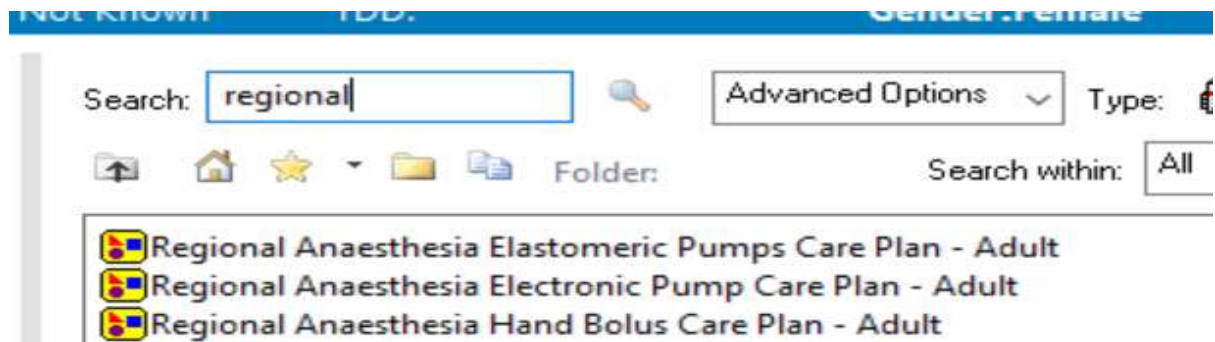 Not Known TDD: Gender:Female
Search: regional Advanced Options Type:
Folder: Search within: All
Regional Anaesthesia Elastomeric Pumps Care Plan - Adult
Regional Anaesthesia Electronic Pump Care Plan - Adult
Regional Anaesthesia Hand Bolus Care Plan - Adult